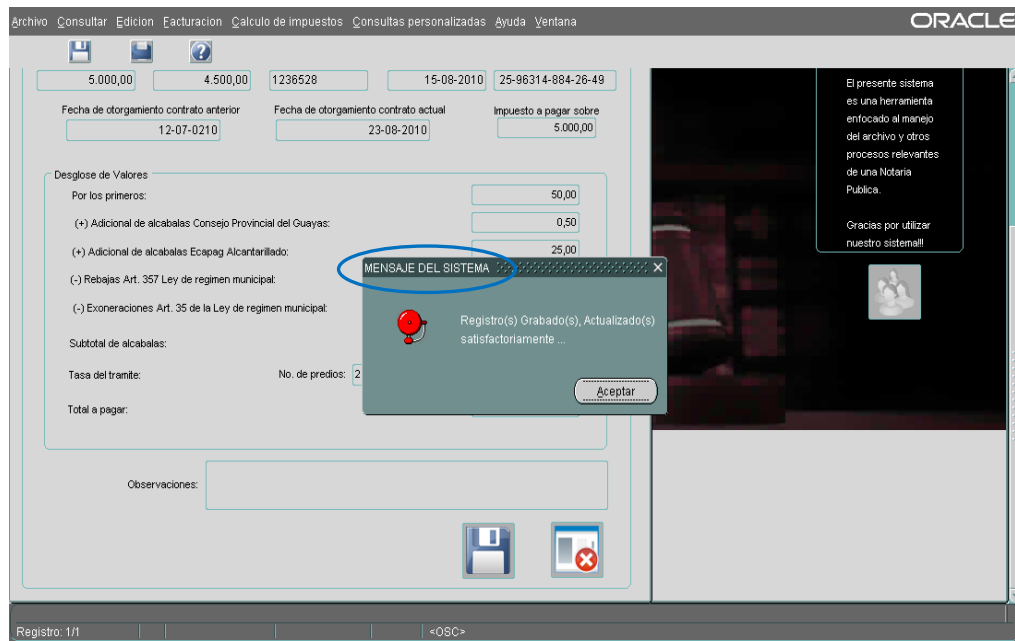 Archivo Consultar Edicion Facturacion Calculo de impuestos Consultas personalizadas Ayuda Ventana
ORACLE
5.000,00 4.500,00 1236528 15-08-2010 25-96314-884-26-49
Fecha de otorgamiento contrato anterior Fecha de otorgamiento contrato actual Impuesto a pagar sobre
12-07-0210 23-08-2010 5.000,00
Desglose de Valores
Por los primeros: 50,00
(+) Adicional de alcabalas Consejo Provincial del Guayas: 0,50
(+) Adicional de alcabalas Ecapag Alcantarillado: 25,00
(-) Rebajas Art. 357 Ley de regimen municipal:
(-) Exoneraciones Art. 35 de la Ley de regimen municipal:
Subtotal de alcabalas:
Tasa del tramite: No. de predios: 2
Total a pagar:
Observaciones:
MENSAJE DEL SISTEMA
Registro(s) Grabado(s), Actualizado(s)
satisfactoriamente ...
Aceptar
El presente sistema
es una herramienta
enfocado al manejo
del archivo y otros
procesos relevantes
de una Notaria
Publica.
Gracias por utilizar
nuestro sistema!!!
Registro: 1/1 <OSC>